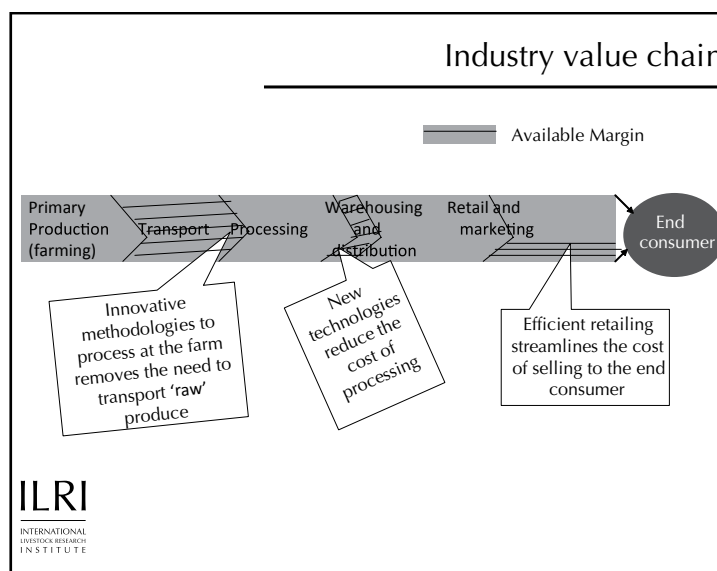 Industry value chain
Available Margin
Primary
Production
(farming)
Transport
Processing
Warehousing
and
distribution
Retail and
marketing
End
consumer
Innovative
methodologies to
process at the farm
removes the need to
transport ‘raw’
produce
New
technologies
reduce the
cost of
processing
Efficient retailing
streamlines the cost
of selling to the end
consumer
ILRI
INTERNATIONAL
LIVESTOCK RESEARCH
INSTITUTE